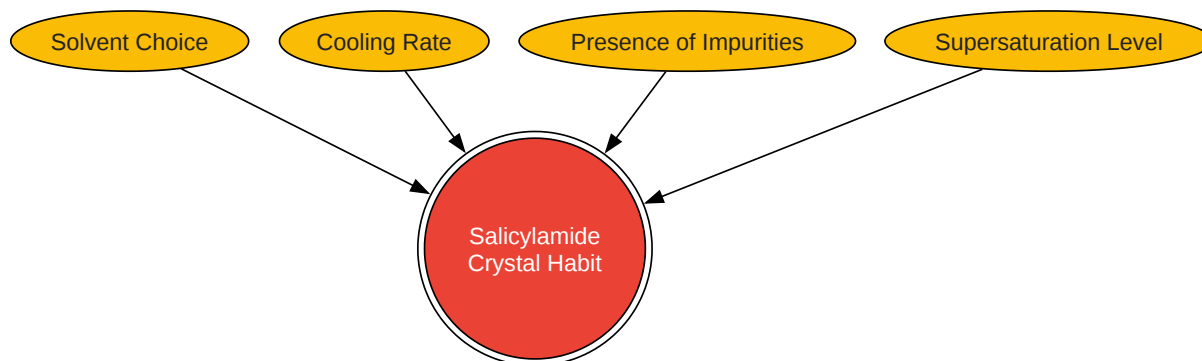 Solvent Choice
Cooling Rate
Presence of Impurities
Supersaturation Level
Salicylamide
Crystal Habit